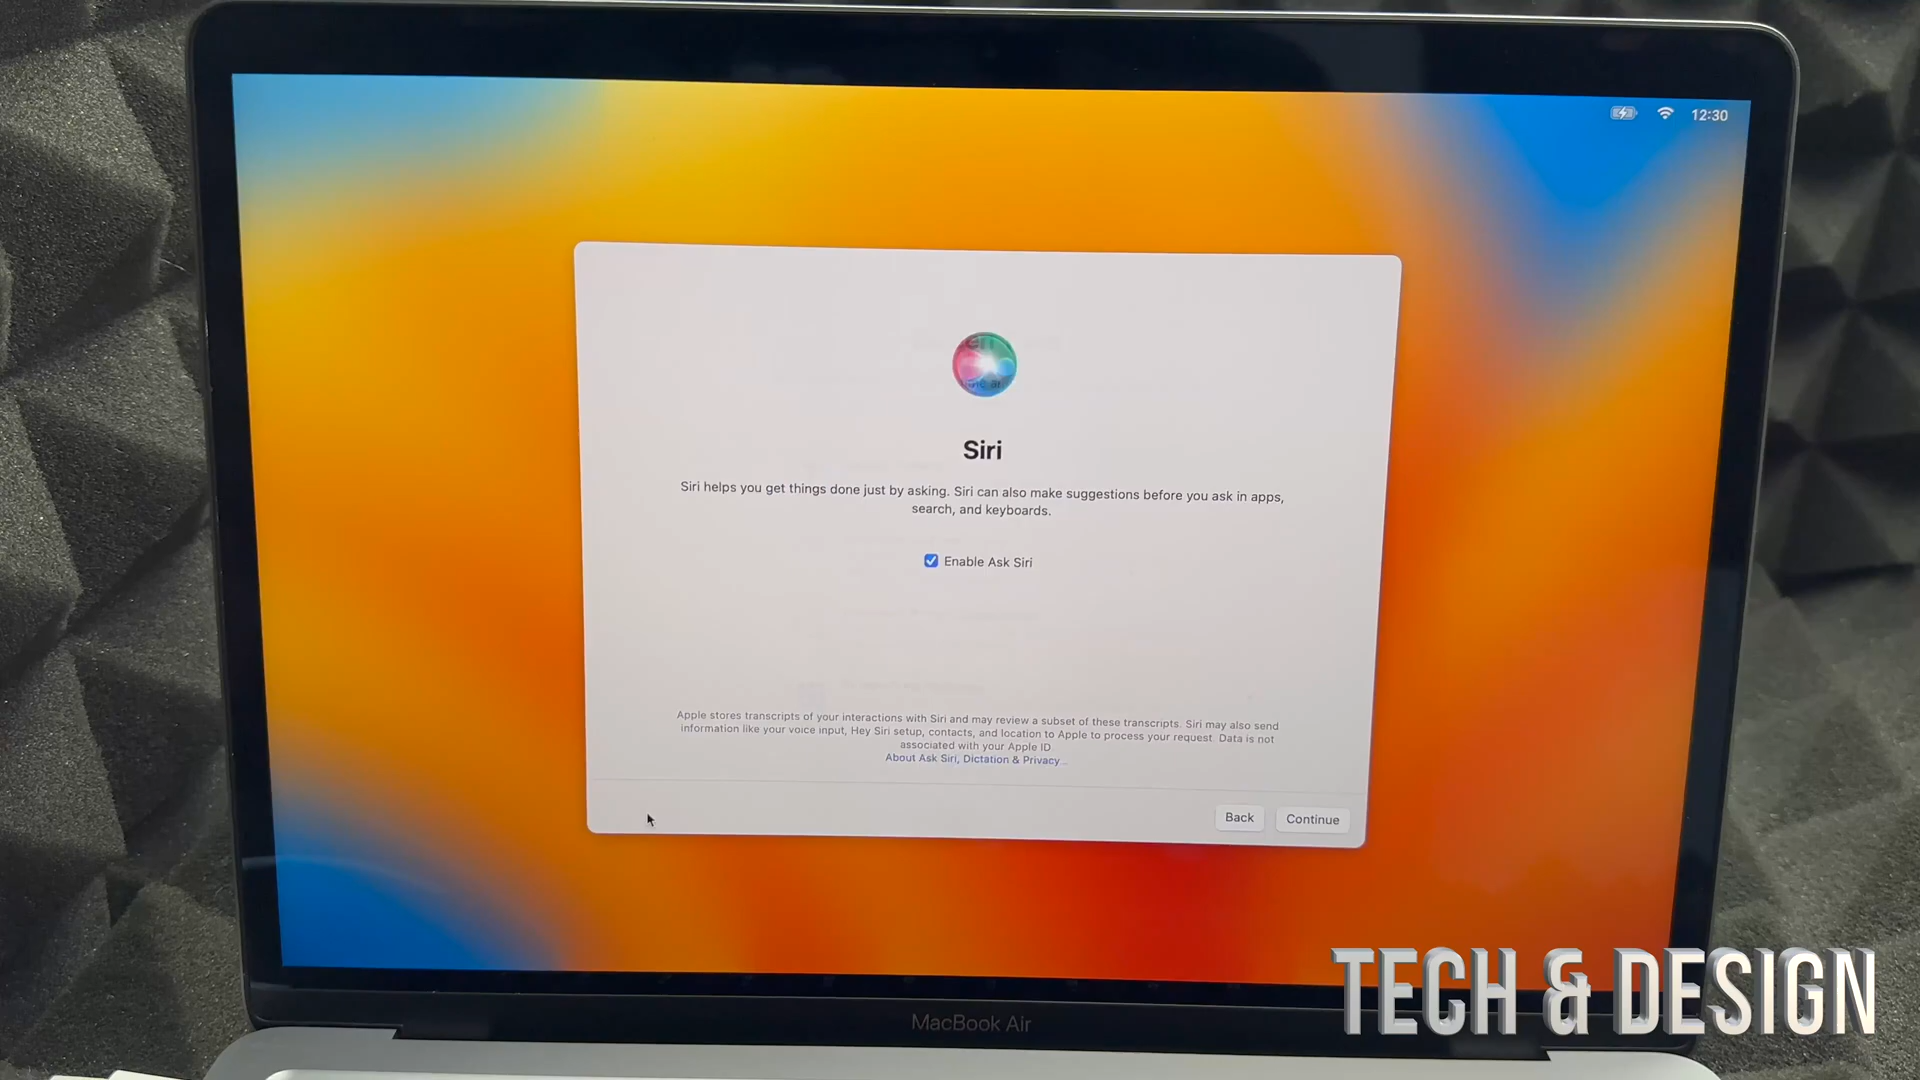 12:30
Siri
Siri helps you get things done just by asking. Siri can also make suggestions before you ask in apps,
search, and keyboards.
Enable Ask Siri
Apple stores transcripts of your interactions with Siri and may review a subset of these transcripts. Siri may also send
information like your voice input, Hey Siri setup, contacts, and location to Apple to process your request. Data is not
associated with your Apple ID.
About Ask Siri, Dictation & Privacy...
Back
Continue
MacBook Air
TECH & DESIGN